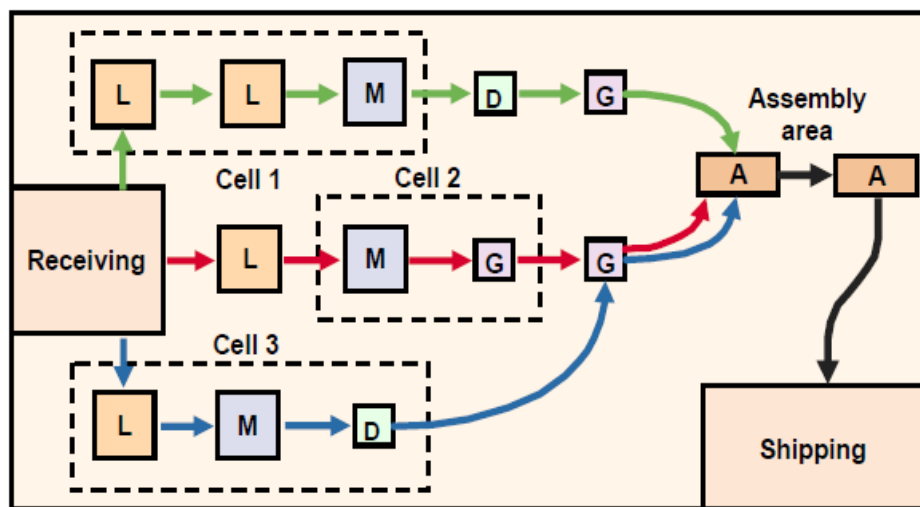 L
L
M
D
G
Assembly
area
A
A
Cell 1
Cell 2
Receiving
L
M
G
G
Cell 3
L
M
D
Shipping